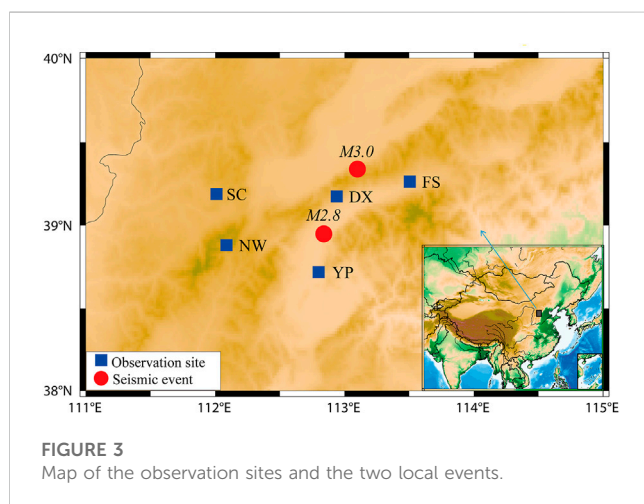 40°N
M3.0
FS
SC
DX
M2.8
39°N
NW
YP
Observation site
Seismic event
38°N
111°E
112°E
113°E
114°E
115°E
FIGURE 3
Map of the observation sites and the two local events.